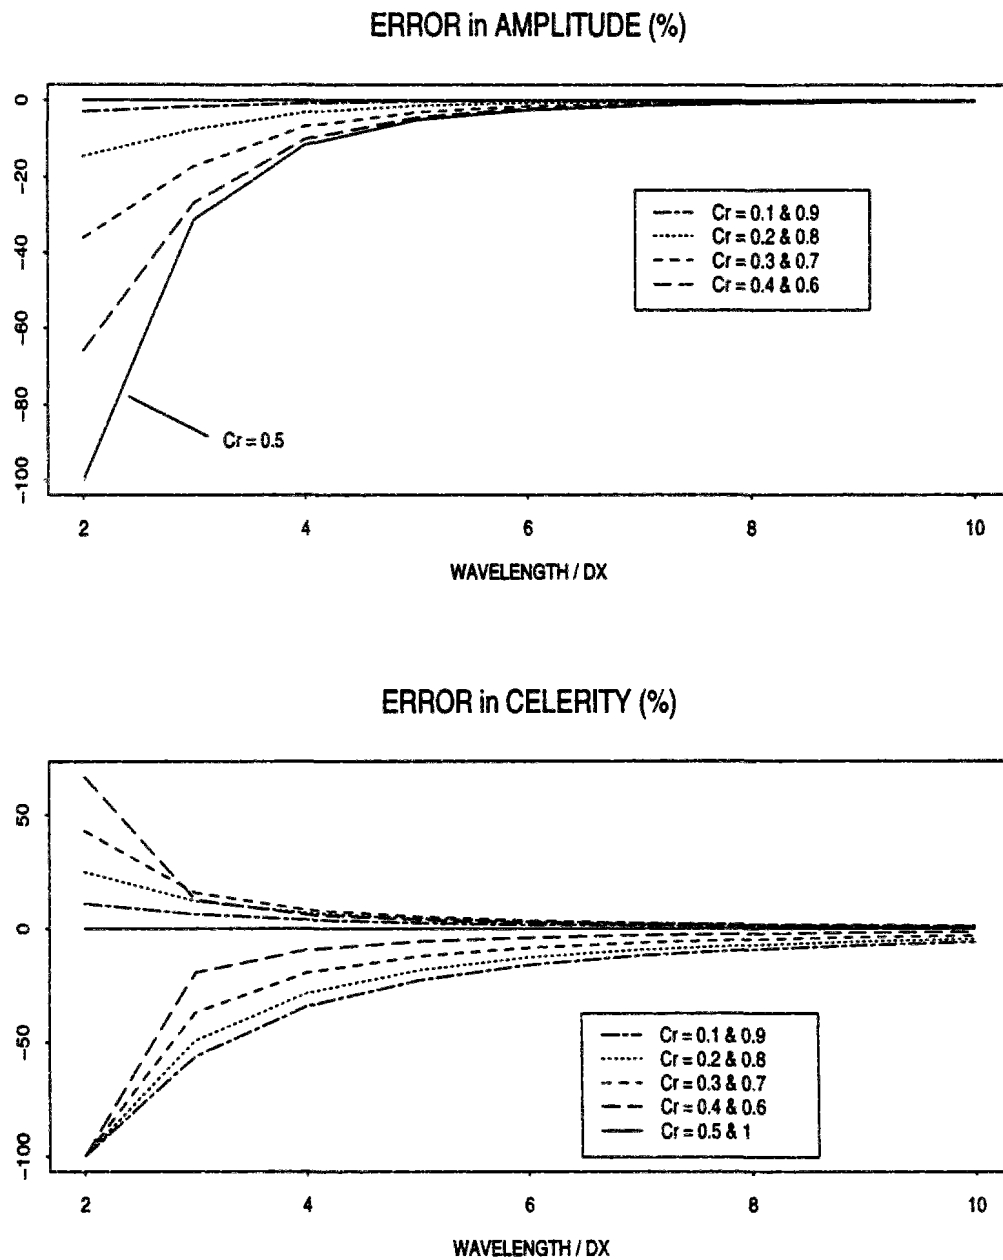 ERROR in AMPLITUDE (%)
0
-20
-40
-60
-80
-100
Cr = 0.1 & 0.9
Cr = 0.2 & 0.8
Cr = 0.3 & 0.7
Cr = 0.4 & 0.6
Cr = 0.5
2 4 6 8 10
WAVELENGTH / DX
ERROR in CELERITY (%)
50
0
-50
-100
Cr = 0.1 & 0.9
Cr = 0.2 & 0.8
Cr = 0.3 & 0.7
Cr = 0.4 & 0.6
Cr = 0.5 & 1
2 4 6 8 10
WAVELENGTH / DX